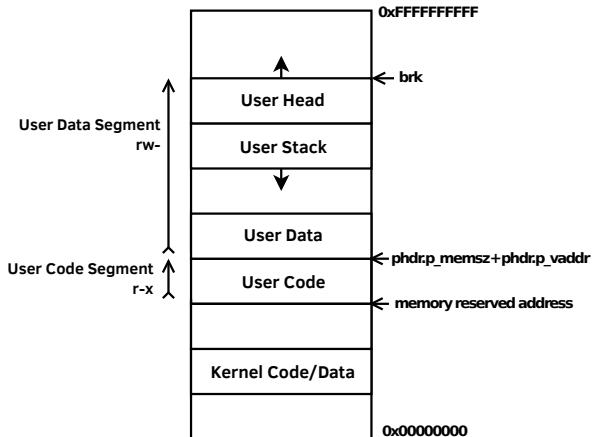 0xFFFFFFFFFF
brk
User Head
User Data Segment
rw-
User Stack
User Data
phdr.p_memsz+phdr.p_vaddr
User Code Segment
r-x
User Code
memory reserved address
Kernel Code/Data
0x00000000